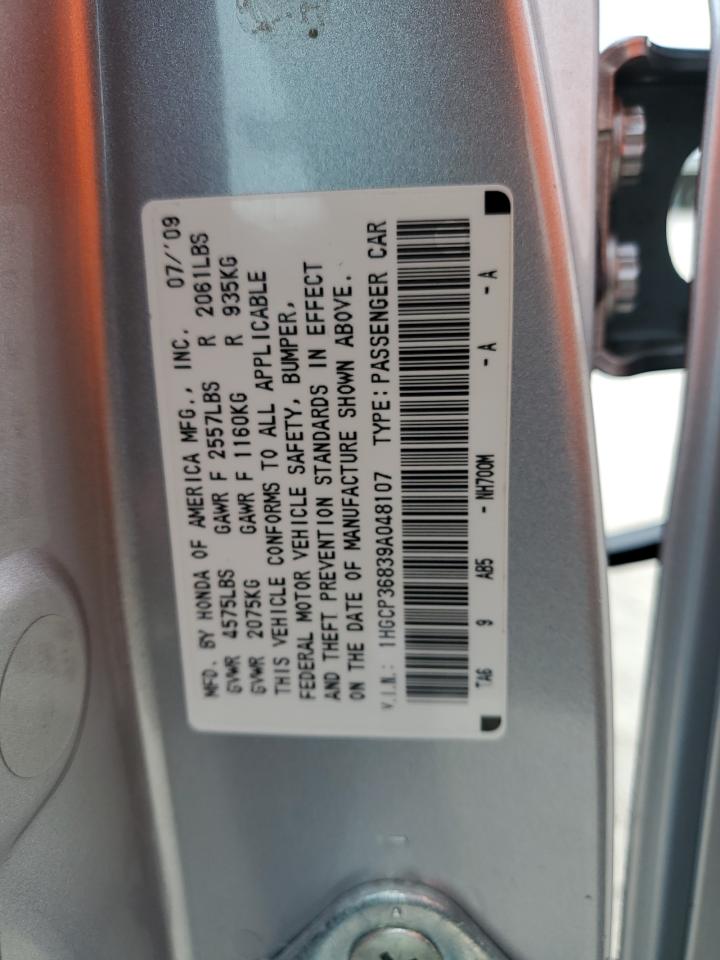 MFD. BY HONDA OF AMERICA MFG., INC. 07/'09
GVWR 4575LBS GAWR F 2557LBS R 2061LBS
GVWR 2075KG GAWR F 1160KG R 935KG
THIS VEHICLE CONFORMS TO ALL APPLICABLE
FEDERAL MOTOR VEHICLE SAFETY, BUMPER,
AND THEFT PREVENTION STANDARDS IN EFFECT
ON THE DATE OF MANUFACTURE SHOWN ABOVE.
V.I.N.: 1HGCP36839A048107 TYPE:PASSENGER CAR
TA6 9 AB5 - NH700M - A - A